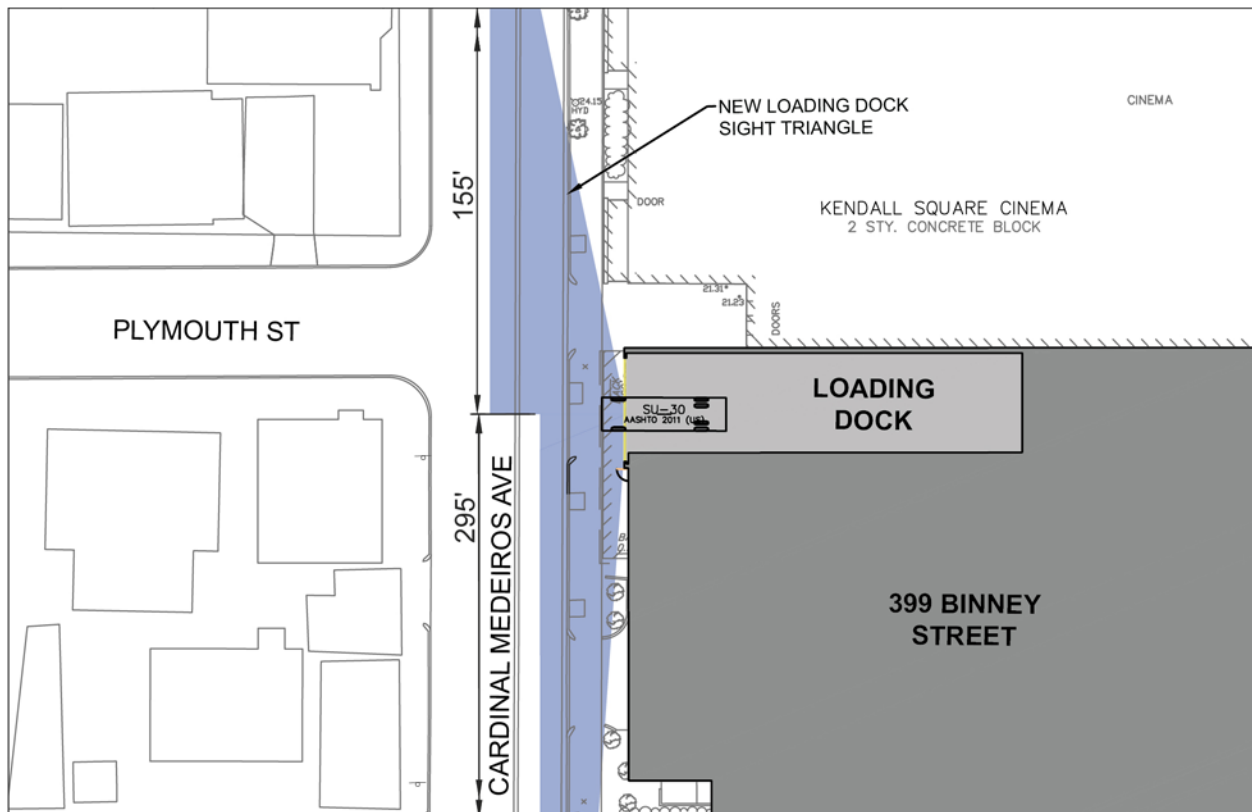 24.15
HYD
NEW LOADING DOCK
SIGHT TRIANGLE
CINEMA
155'
DOOR
KENDALL SQUARE CINEMA
2 STY. CONCRETE BLOCK
21.31
21.23
DOORS
PLYMOUTH ST
LOADING
DOCK
SU-30
AASHTO 2011 (US)
295'
CARDINAL MEDEIROS AVE
399 BINNEY
STREET